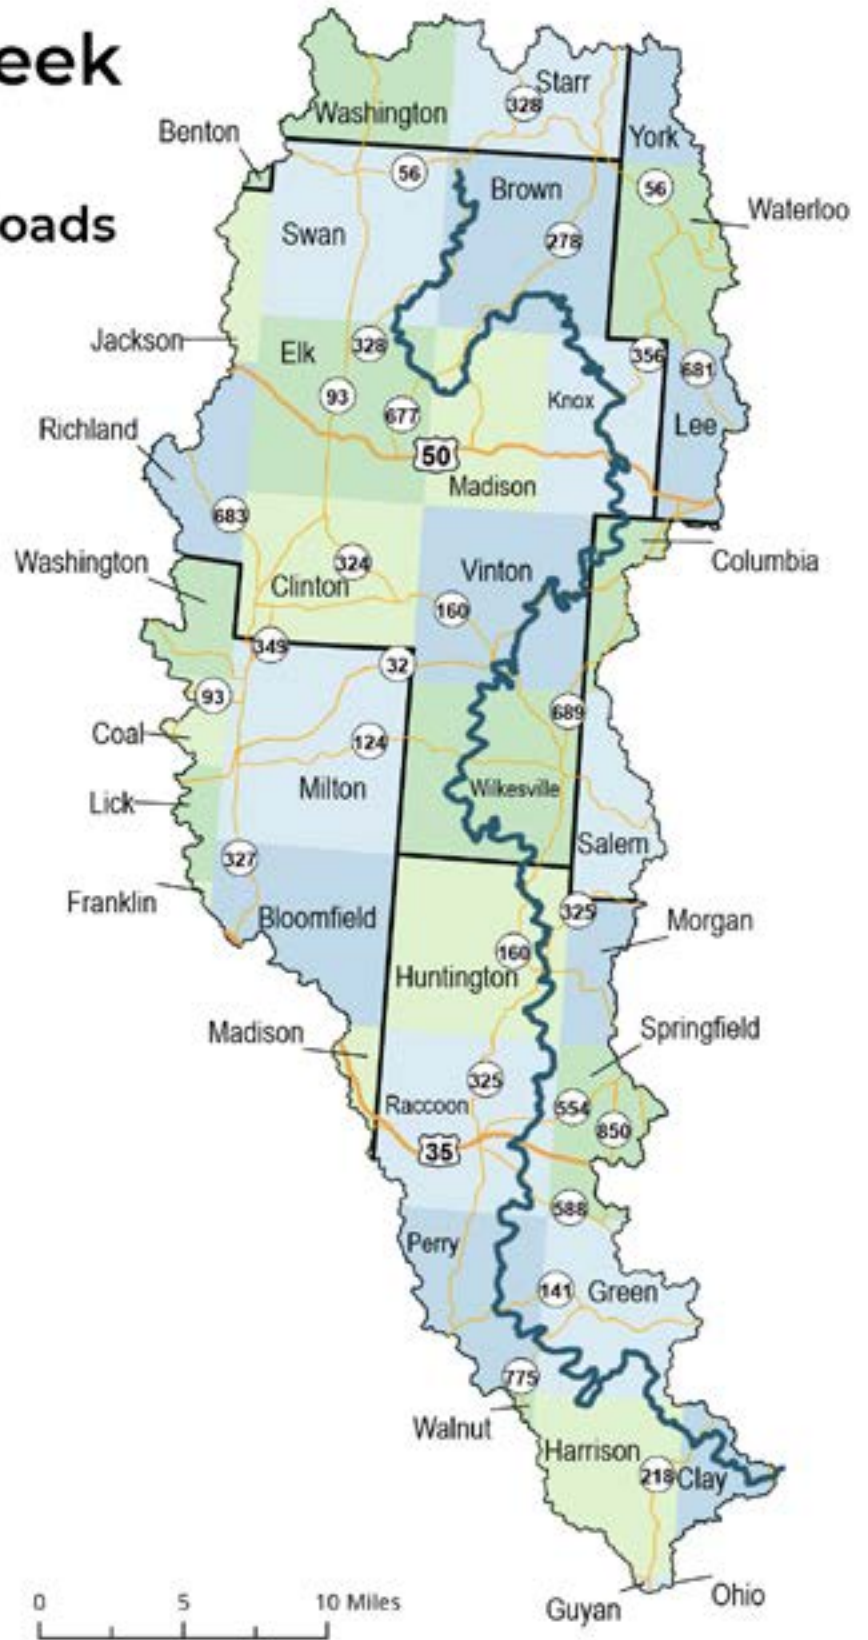 eek
Starr
328
Washington
Benton
York
56
56
Brown
Waterloo
Swan
278
Jackson
328
Elk
356
681
93
Knox
677
Lee
Richland
50
Madison
683
Washington
Columbia
324
Vinton
Clinton
160
349
32
93
689
Coal
124
Milton
Wilkesville
Lick
Salem
327
Franklin
Bloomfield
325
Morgan
160
Huntington
Madison
Springfield
325
Raccoon
554
850
35
588
Perry
141
Green
775
Walnut
Harrison
218
Clay
oads
0 5 10 Miles
Guyan
Ohio